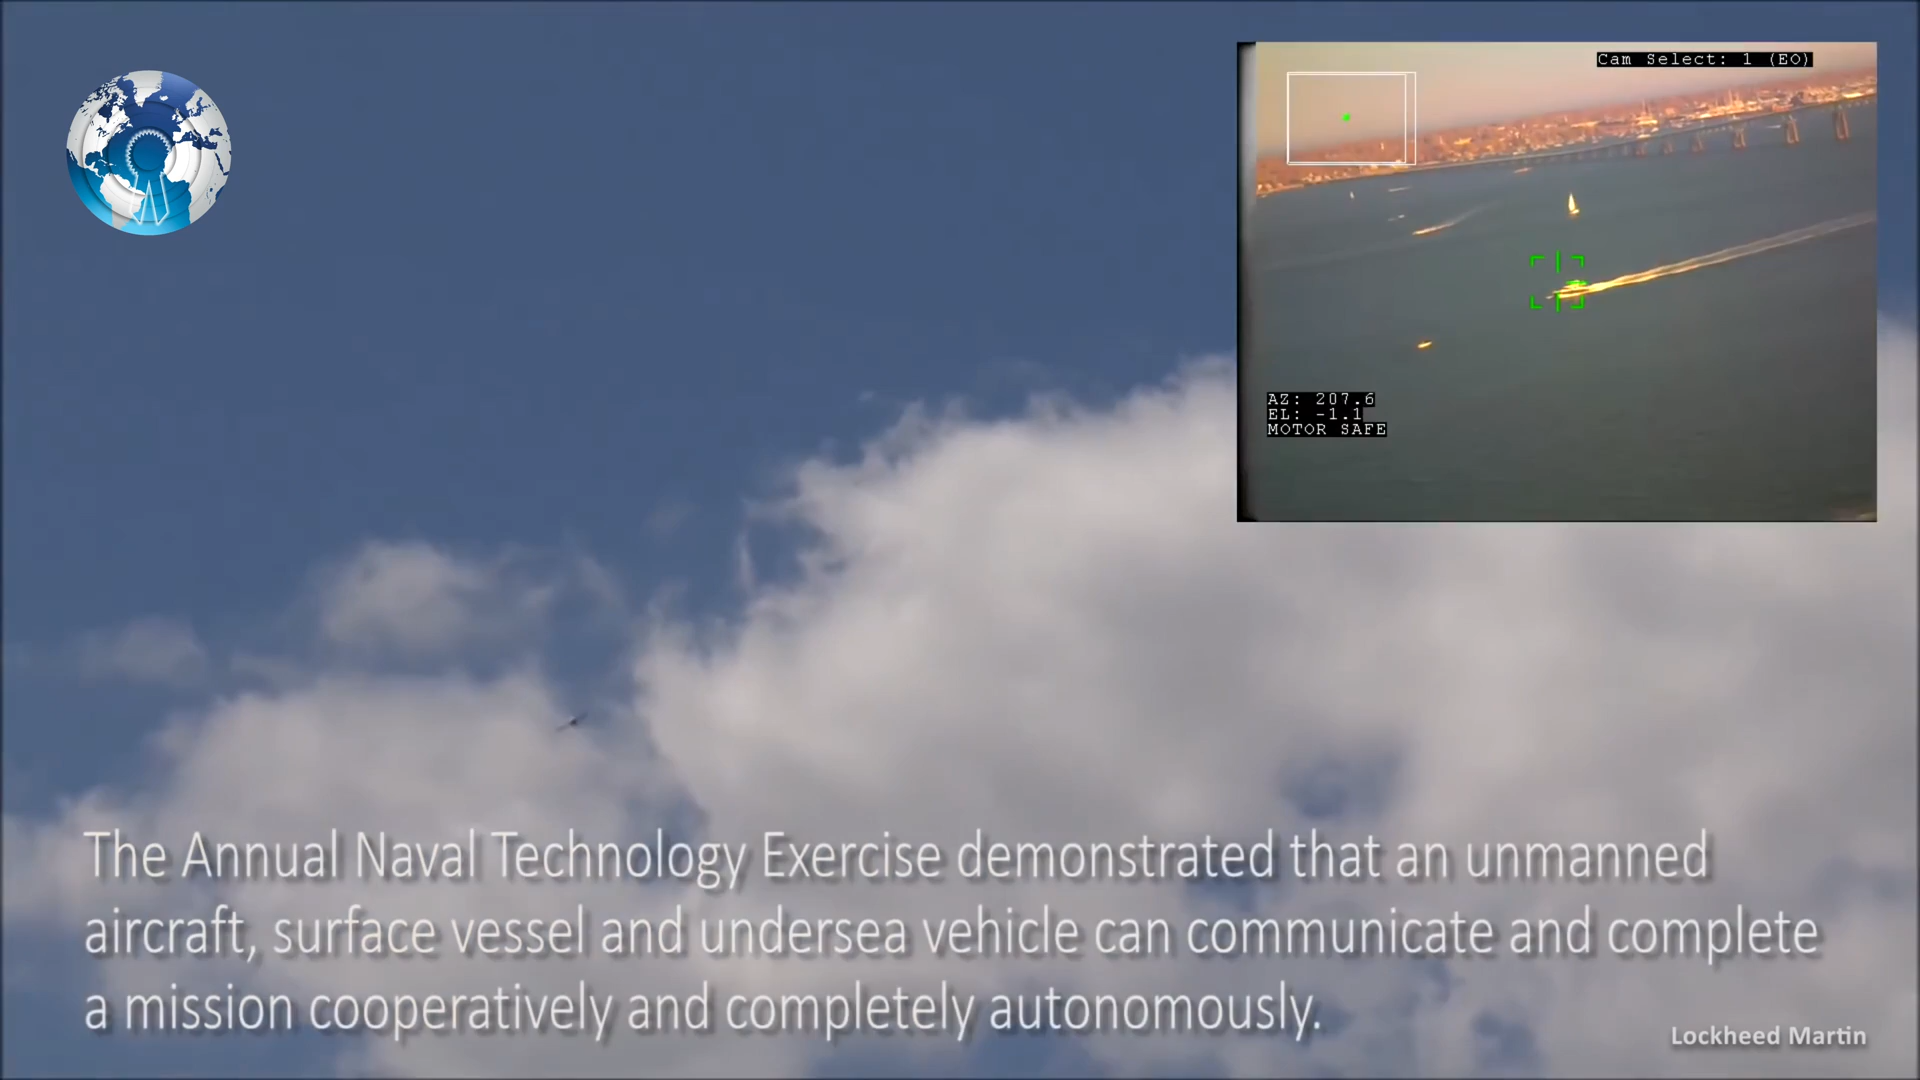 Cam Select: 1 (EO)
AZ: 207.6
EL: -1.1
MOTOR SAFE
The Annual Naval Technology Exercise demonstrated that an unmanned
aircraft, surface vessel and undersea vehicle can communicate and complete
a mission cooperatively and completely autonomously.
Lockheed Martin